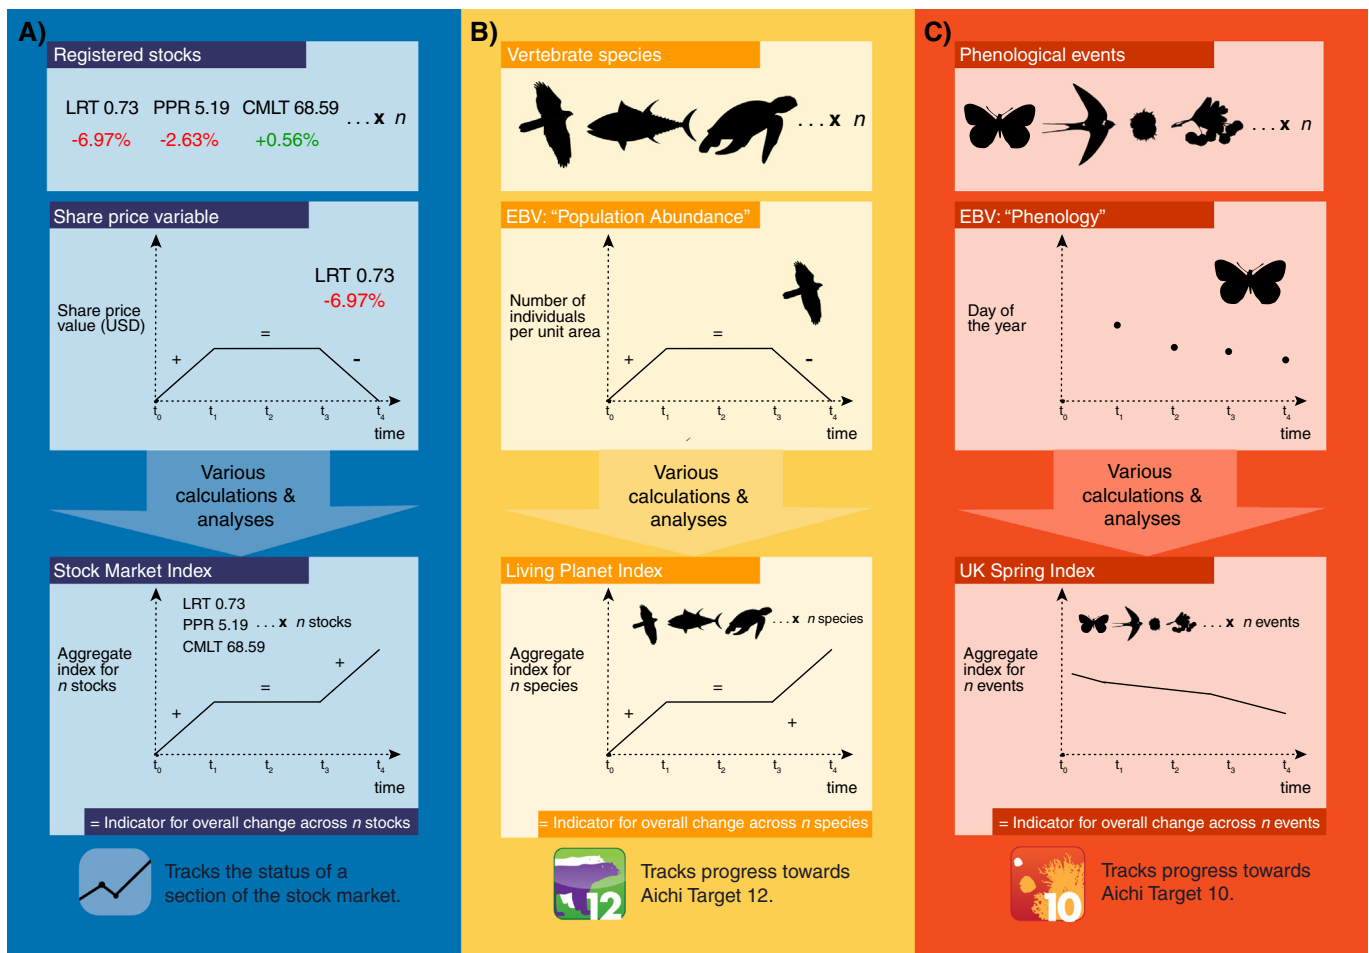 A)
Registered stocks
LRT 0.73 PPR 5.19 CMLT 68.59 ... x n
-6.97% -2.63% +0.56%
Share price variable
LRT 0.73
-6.97%
Share price
value (USD)
+ = -
t0 t1 t2 t3 t4
time
Various
calculations &
analyses
Stock Market Index
LRT 0.73
PPR 5.19 ... x n stocks
CMLT 68.59
Aggregate
index for
n stocks
+ = +
t0 t1 t2 t3 t4
time
= Indicator for overall change across n stocks
Tracks the status of a
section of the stock market.
B)
Vertebrate species
... x n
EBV: “Population Abundance”
Number of
individuals
per unit area
+ = -
t0 t1 t2 t3 t4
time
Various
calculations &
analyses
Living Planet Index
... x n species
Aggregate
index for
n species
+ = +
t0 t1 t2 t3 t4
time
= Indicator for overall change across n species
12
Tracks progress towards
Aichi Target 12.
C)
Phenological events
... x n
EBV: “Phenology”
Day of
the year
t0 t1 t2 t3 t4
time
Various
calculations &
analyses
UK Spring Index
... x n events
Aggregate
index for
n events
t0 t1 t2 t3 t4
time
= Indicator for overall change across n events
10
Tracks progress towards
Aichi Target 10.